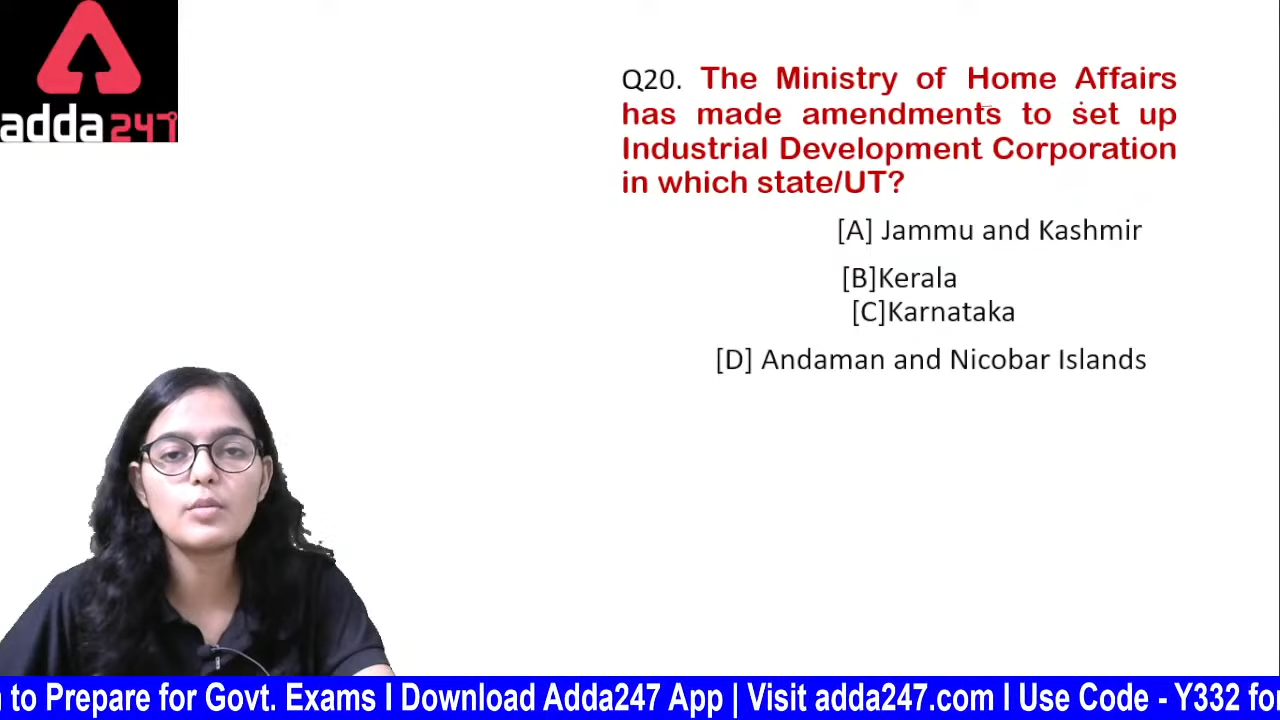 adda247
Q20. The Ministry of Home Affairs
has made amendments to set up
Industrial Development Corporation
in which state/UT?
[A] Jammu and Kashmir
[B]Kerala
[C]Karnataka
[D] Andaman and Nicobar Islands
to Prepare for Govt. Exams I Download Adda247 App | Visit adda247.com I Use Code - Y332 fo